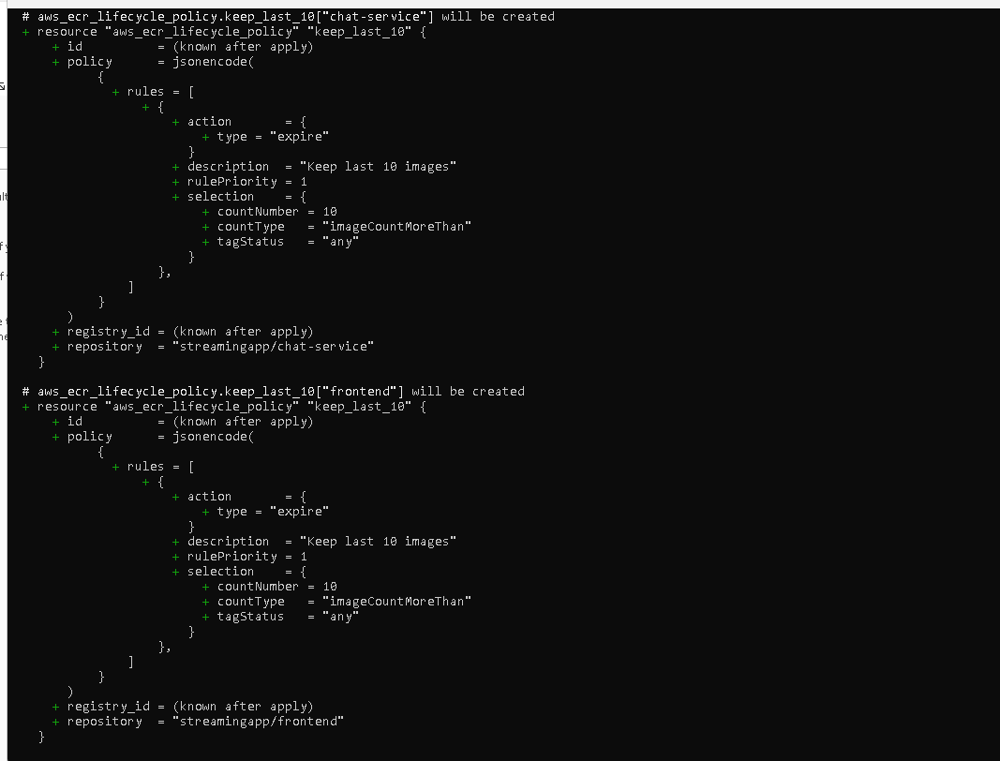 # aws_ecr_lifecycle_policy.keep_last_10["chat-service"] will be created
+ resource "aws_ecr_lifecycle_policy" "keep_last_10" {
    + id          = (known after apply)
    + policy      = jsonencode(
          {
            + rules = [
                + {
                    + action       = {
                        + type = "expire"
                      }
                    + description  = "Keep last 10 images"
                    + rulePriority = 1
                    + selection    = {
                        + countNumber = 10
                        + countType   = "imageCountMoreThan"
                        + tagStatus   = "any"
                      }
                  },
              ]
          }
      )
    + registry_id = (known after apply)
    + repository  = "streamingapp/chat-service"
  }

# aws_ecr_lifecycle_policy.keep_last_10["frontend"] will be created
+ resource "aws_ecr_lifecycle_policy" "keep_last_10" {
    + id          = (known after apply)
    + policy      = jsonencode(
          {
            + rules = [
                + {
                    + action       = {
                        + type = "expire"
                      }
                    + description  = "Keep last 10 images"
                    + rulePriority = 1
                    + selection    = {
                        + countNumber = 10
                        + countType   = "imageCountMoreThan"
                        + tagStatus   = "any"
                      }
                  },
              ]
          }
      )
    + registry_id = (known after apply)
    + repository  = "streamingapp/frontend"
  }